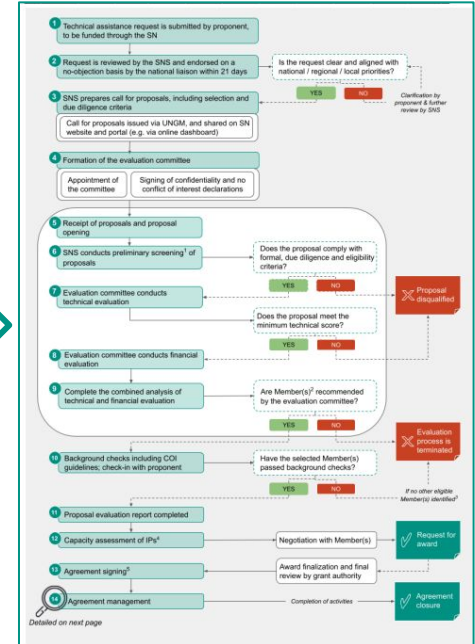 1 Technical assistance request is submitted by proponent,
to be funded through the SN
2 Request is reviewed by the SNS and endorsed on a
no-objection basis by the national liaison within 21 days
Is the request clear and aligned with
national / regional / local priorities?
YES NO
Clarification by
proponent & further
review by SNS
3 SNS prepares call for proposals, including selection and
due diligence criteria
Call for proposals issued via UNGM, and shared on SN
website and portal (e.g. via online dashboard)
4 Formation of the evaluation committee
Appointment of
the committee
Signing of confidentiality and no
conflict of interest declarations
5 Receipt of proposals and proposal
opening
6 SNS conducts preliminary screening1 of
proposals
Does the proposal comply with
formal, due diligence and eligibility
criteria?
YES NO
Proposal
disqualified
7 Evaluation committee conducts
technical evaluation
Does the proposal meet the
minimum technical score?
YES NO
8 Evaluation committee conducts financial
evaluation
9 Complete the combined analysis of
technical and financial evaluation
Are Member(s)2 recommended
by the evaluation committee?
YES NO
Evaluation
process is
terminated
10 Background checks including COI
guidelines; check-in with proponent
Have the selected Member(s)
passed background checks?
YES NO
If no other eligible
Member(s) identified3
11 Proposal evaluation report completed
12 Capacity assessment of IPs4
Negotiation with Member(s)
Request for
award
13 Agreement signing5
Award finalization and final
review by grant authority
14 Agreement management
Completion of activities
Agreement
closure
Detailed on next page